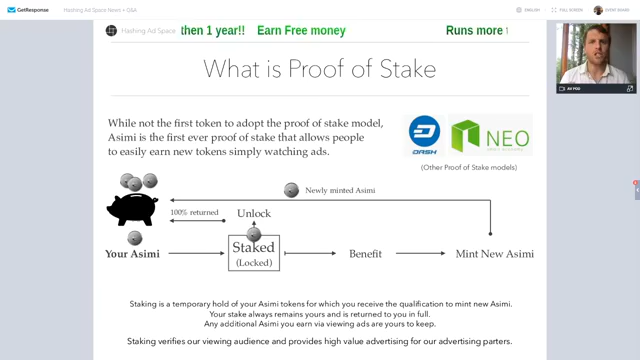 GetResponse
Hashing Ad Space News + Q&A
ENGLISH
FULL SCREEN
Hashing Ad Space
then 1 year!! Earn Free money
Runs more
What is Proof of Stake
While not the first token to adopt the proof of stake model,
Asimi is the first ever proof of stake that allows people
to easily earn new tokens simply watching ads.
DASH
NEO
(Other Proof of Stake models)
Newly minted Asimi
100% returned
Unlock
Your Asimi
Staked
(Locked)
Benefit
Mint New Asimi
Staking is a temporary hold of your Asimi tokens for which you receive the qualification to mint new Asimi.
Your stake always remains yours and is returned to you in full.
Any additional Asimi you earn via viewing ads are yours to keep.
Staking verifies our viewing audience and provides high value advertising for our advertising parters.